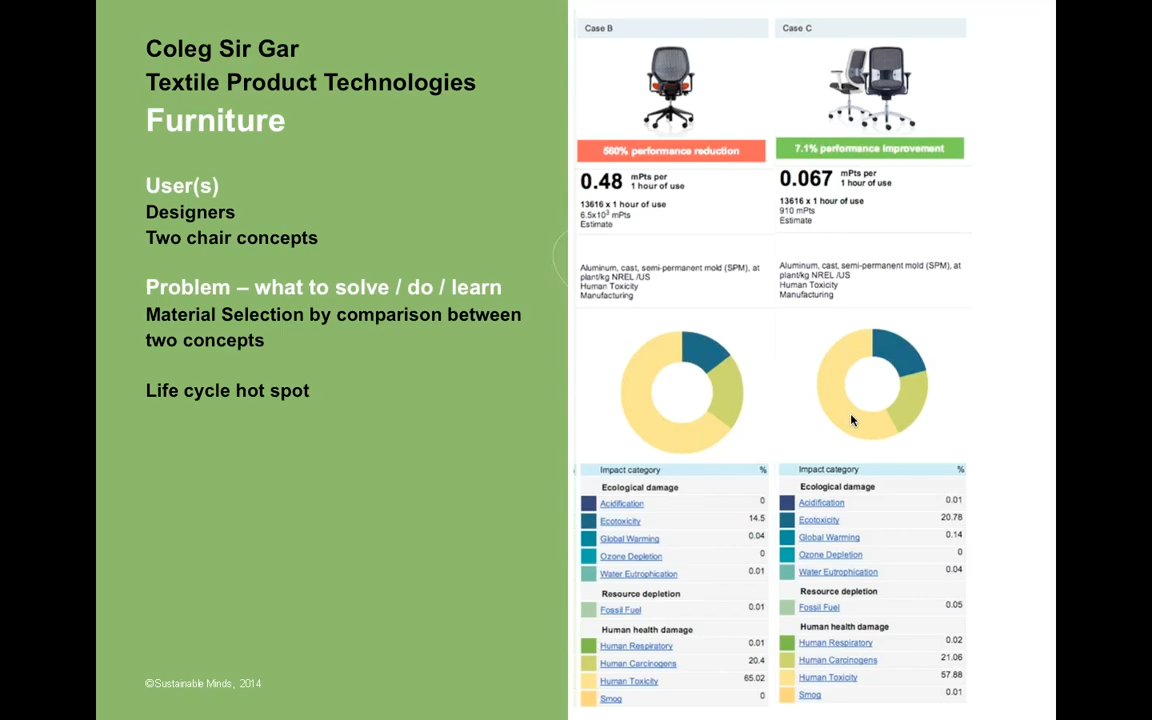 Coleg Sir Gar
Textile Product Technologies
Furniture
User(s)
Designers
Two chair concepts
Problem – what to solve / do / learn
Material Selection by comparison between
two concepts
Life cycle hot spot
©Sustainable Minds, 2014
Case B
560% performance reduction
0.48 mPts per
1 hour of use
13616 x 1 hour of use
6.5x10³ mPts
Estimate
Aluminum, cast, semi-permanent mold (SPM), at
plant/kg NREL /US
Human Toxicity
Manufacturing
Impact category %
Ecological damage
Acidification 0
Ecotoxicity 14.5
Global Warming 0.04
Ozone Depletion 0
Water Eutrophication 0.01
Resource depletion
Fossil Fuel 0.01
Human health damage
Human Respiratory 0.01
Human Carcinogens 20.4
Human Toxicity 65.02
Smog 0
Case C
7.1% performance improvement
0.067 mPts per
1 hour of use
13616 x 1 hour of use
910 mPts
Estimate
Aluminum, cast, semi-permanent mold (SPM), at
plant/kg NREL /US
Human Toxicity
Manufacturing
Impact category %
Ecological damage
Acidification 0.01
Ecotoxicity 20.78
Global Warming 0.14
Ozone Depletion 0
Water Eutrophication 0.04
Resource depletion
Fossil Fuel 0.05
Human health damage
Human Respiratory 0.02
Human Carcinogens 21.06
Human Toxicity 57.88
Smog 0.01